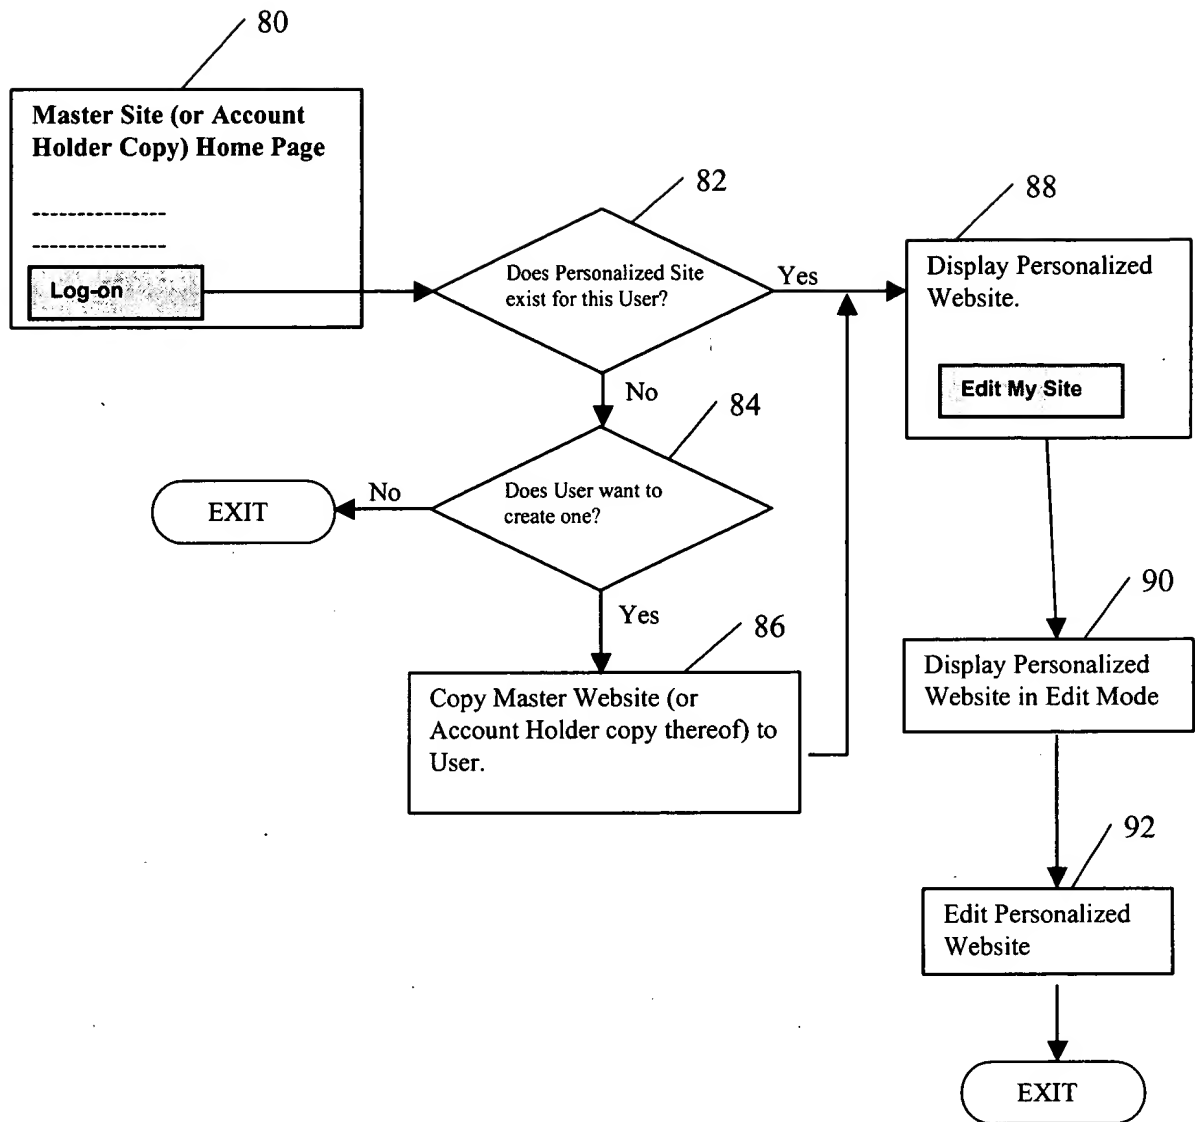 80
Master Site (or Account
Holder Copy) Home Page
---------------
---------------
Log-on
82
Does Personalized Site
exist for this User?
Yes
88
Display Personalized
Website.
Edit My Site
No
84
Does User want to
create one?
No
EXIT
Yes
86
Copy Master Website (or
Account Holder copy thereof) to
User.
90
Display Personalized
Website in Edit Mode
92
Edit Personalized
Website
EXIT